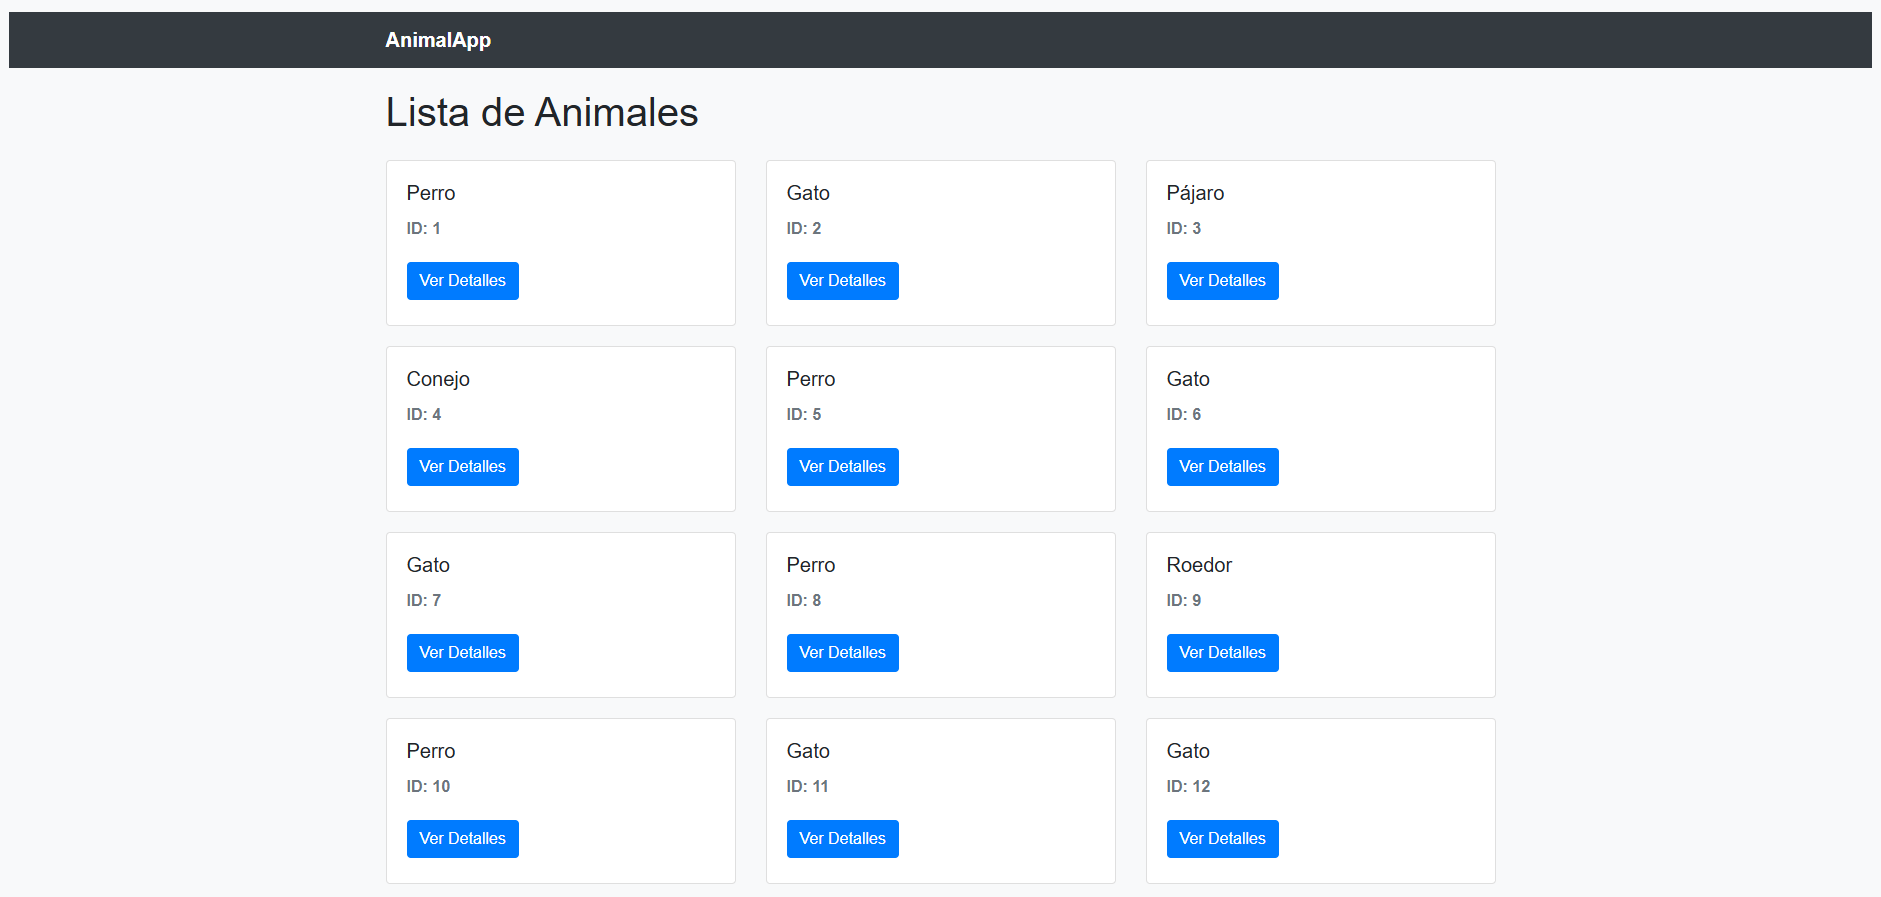 AnimalApp
Lista de Animales
Perro
ID: 1
Ver Detalles
Gato
ID: 2
Ver Detalles
Pájaro
ID: 3
Ver Detalles
Conejo
ID: 4
Ver Detalles
Perro
ID: 5
Ver Detalles
Gato
ID: 6
Ver Detalles
Gato
ID: 7
Ver Detalles
Perro
ID: 8
Ver Detalles
Roedor
ID: 9
Ver Detalles
Perro
ID: 10
Ver Detalles
Gato
ID: 11
Ver Detalles
Gato
ID: 12
Ver Detalles